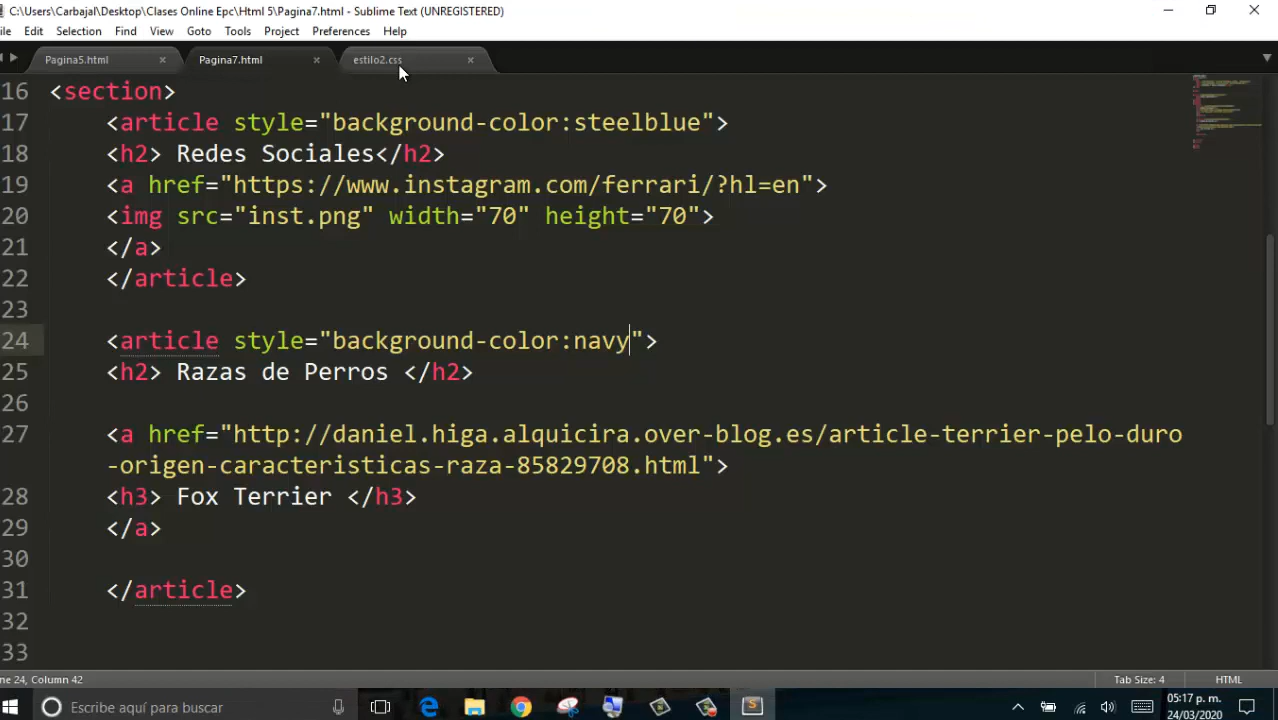 C:\Users\Carbajal\Desktop\Clases Online Epc\Html 5\Pagina7.html - Sublime Text (UNREGISTERED)
ile Edit Selection View Find Goto Tools Project Preferences Help
Pagina5.html Pagina7.html estilo2.css
16 <section>
17 <article style="background-color:steelblue">
18 <h2> Redes Sociales</h2>
19 <a href="https://www.instagram.com/ferrari/?hl=en">
20 <img src="inst.png" width="70" height="70">
21 </a>
22 </article>
23
24 <article style="background-color:navy">
25 <h2> Razas de Perros </h2>
26
27 <a href="http://daniel.higa.alquicira.over-blog.es/article-terrier-pelo-duro
-origen-caracteristicas-raza-85829708.html">
28 <h3> Fox Terrier </h3>
29 </a>
30
31 </article>
32
33
ne 24, Column 42 Tab Size: 4 HTML
Escribe aquí para buscar
05:17 p. m.
24/03/2020